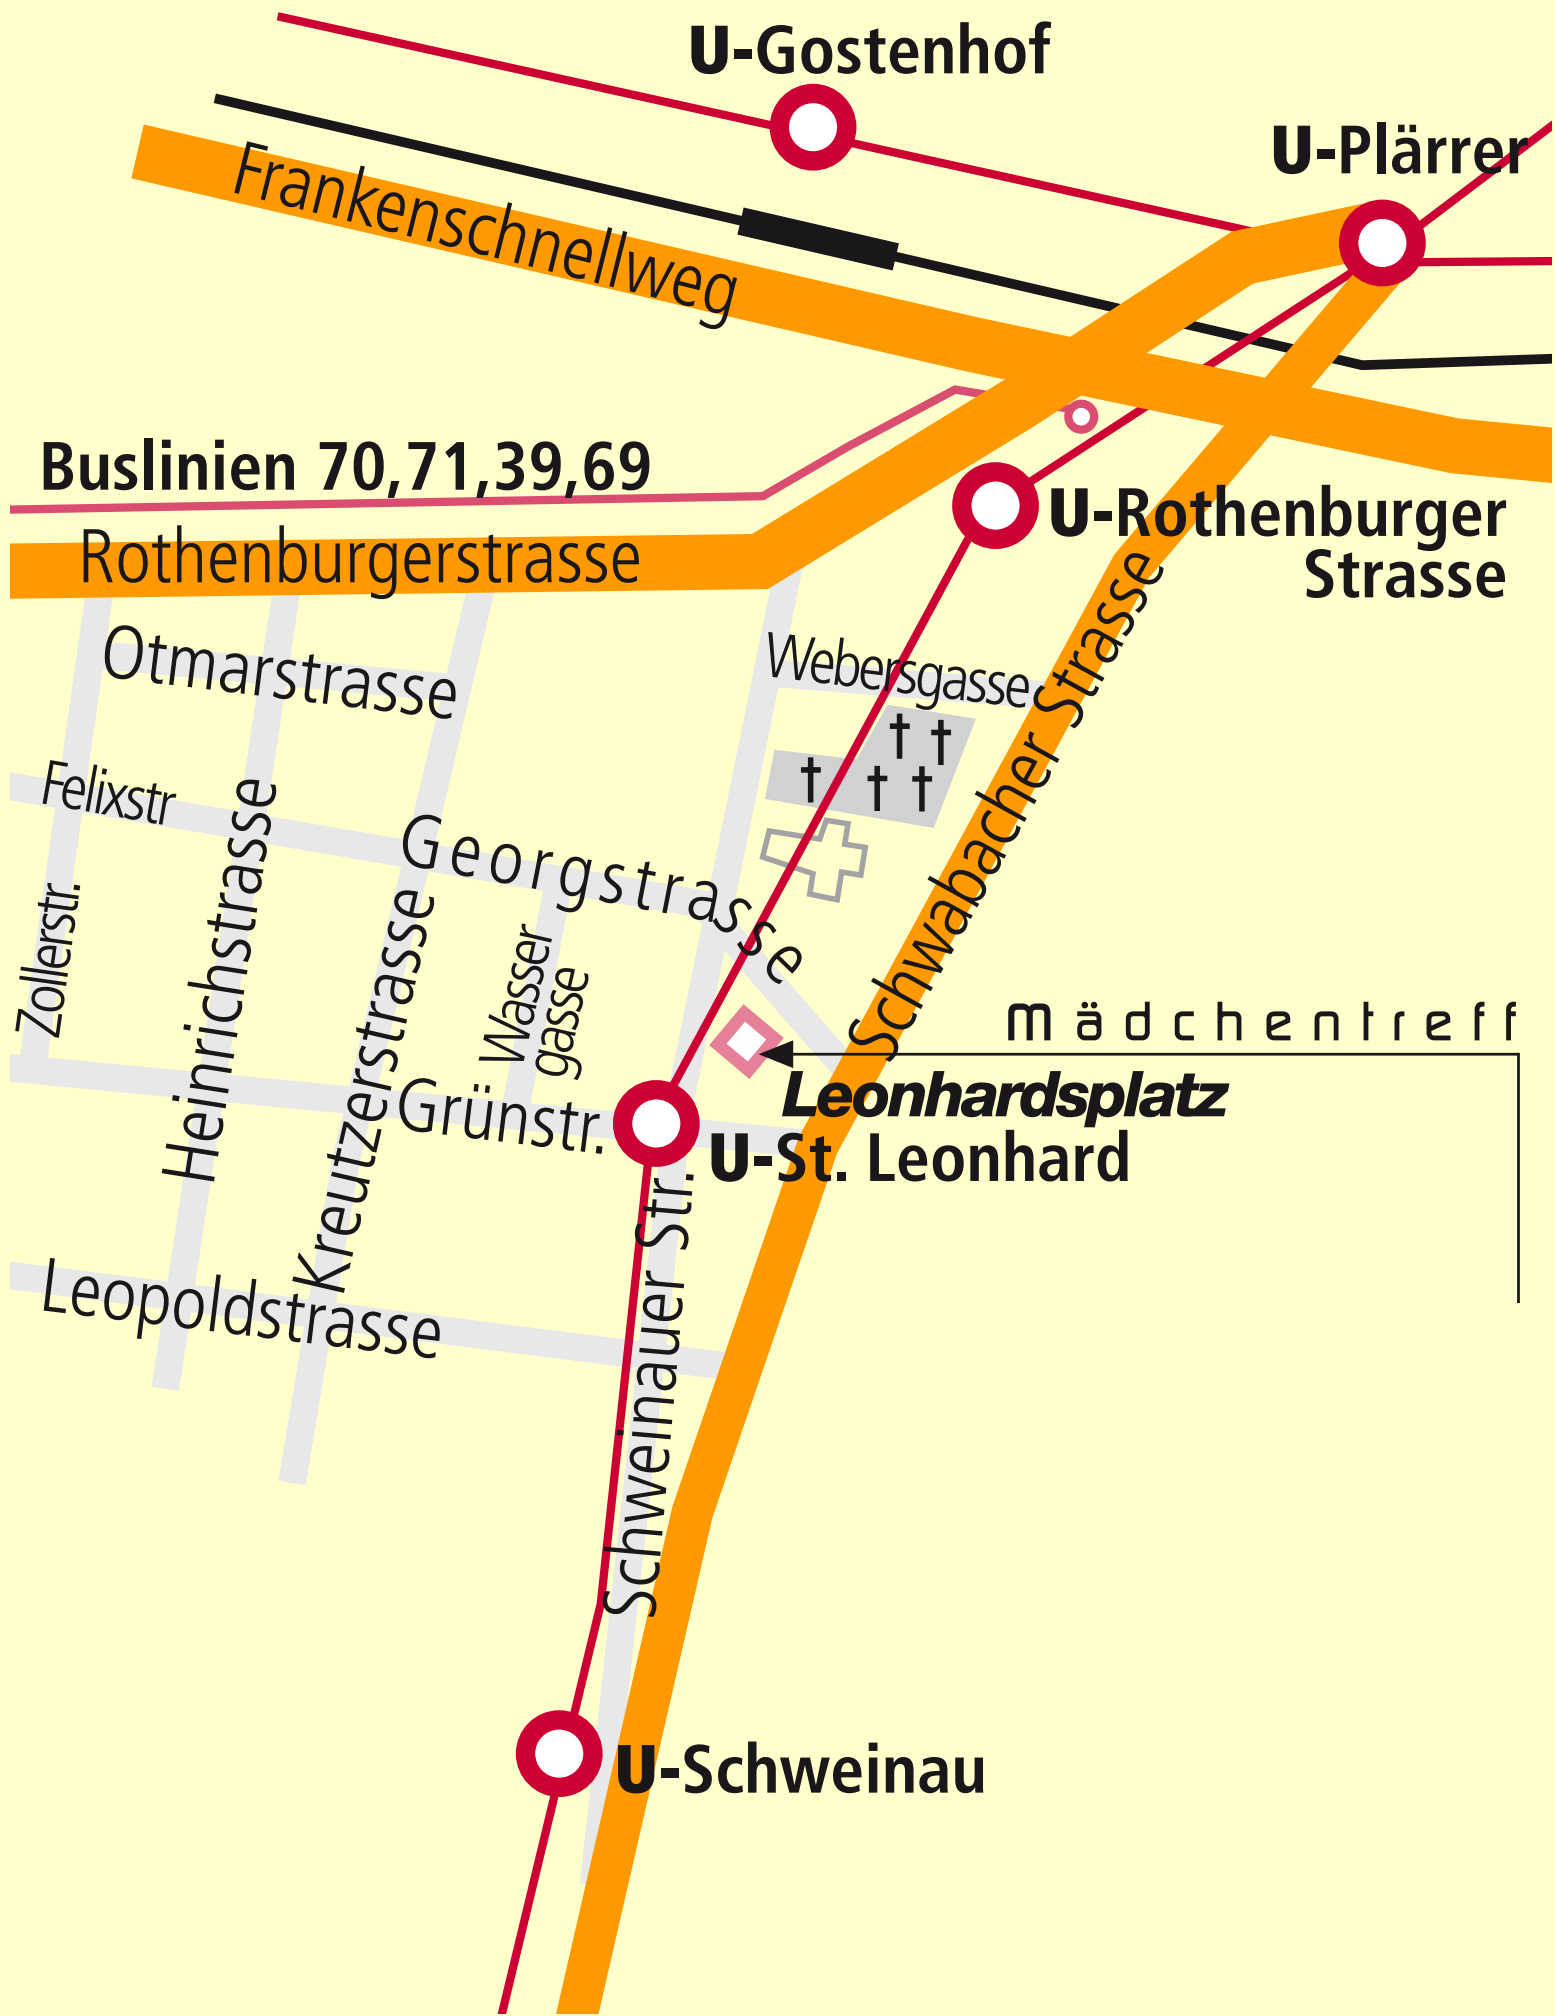 U-Gostenhof
U-Plärrer
Frankenschnellweg
Buslinien 70,71,39,69
U-Rothenburger
Strasse
Rothenburgerstrasse
Otmarstrasse
Webersgasse
Schwabacher Strasse
Felixstr
Georgstrasse
Zollerstr.
Heinrichstrasse
Kreutzerstrasse
Wasser
gasse
mädchentreff
Leonhardsplatz
Grünstr.
U-St. Leonhard
Schweinauer Str.
Leopoldstrasse
U-Schweinau